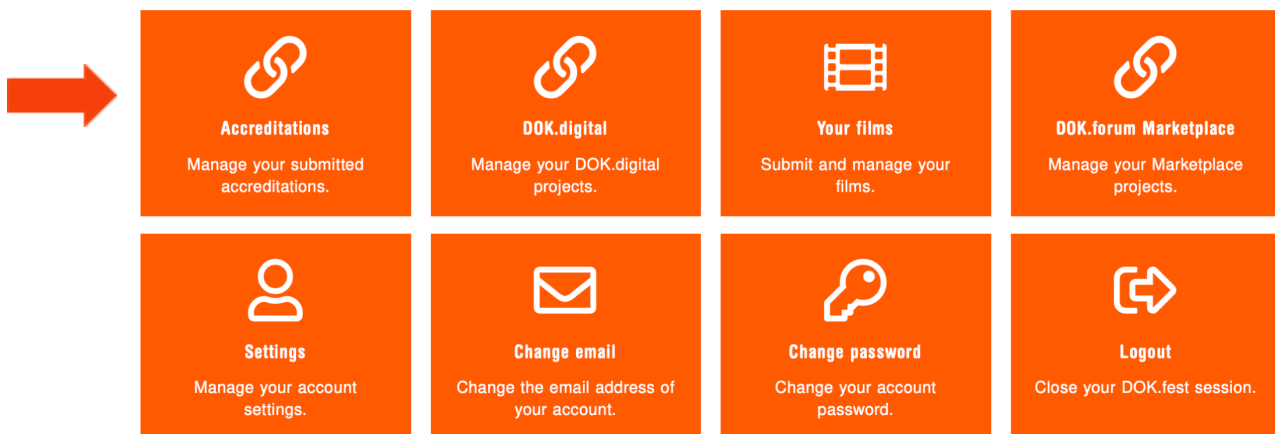 Accreditations
Manage your submitted
accreditations.
DOK.digital
Manage your DOK.digital
projects.
Your films
Submit and manage your
films.
DOK.forum Marketplace
Manage your Marketplace
projects.
Settings
Manage your account
settings.
Change email
Change the email address of
your account.
Change password
Change your account
password.
Logout
Close your DOK.fest session.